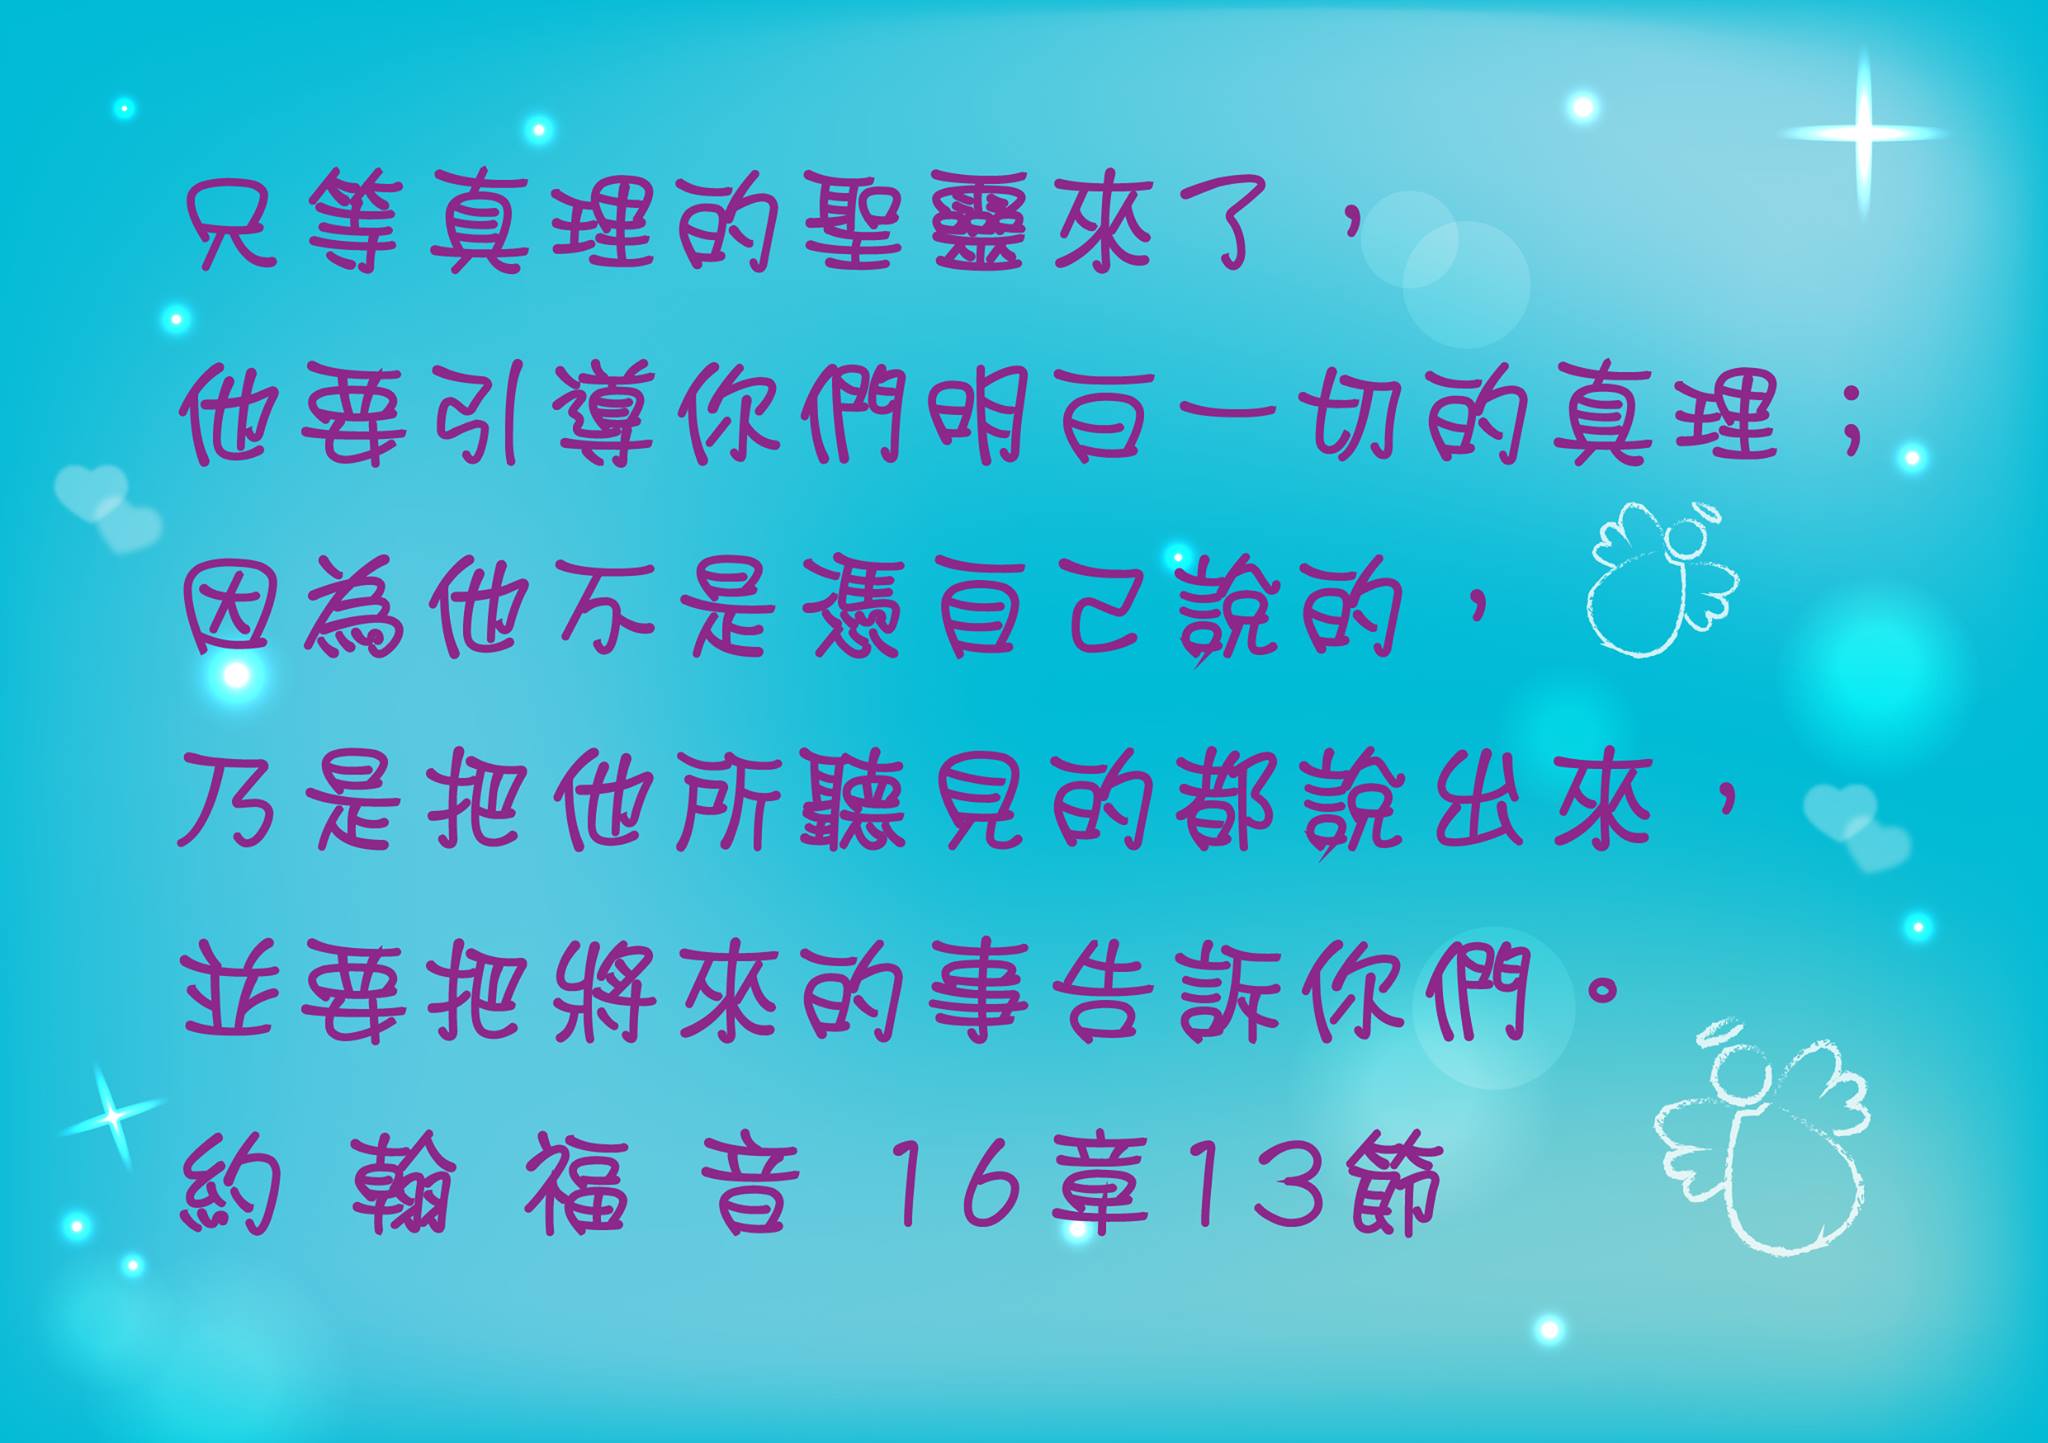 只等真理的聖靈來了，
他要引導你們明白一切的真理；
因為他不是憑自己說的，
乃是把他所聽見的都說出來，
並要把將來的事告訴你們。
約 翰 福 音 16章13節